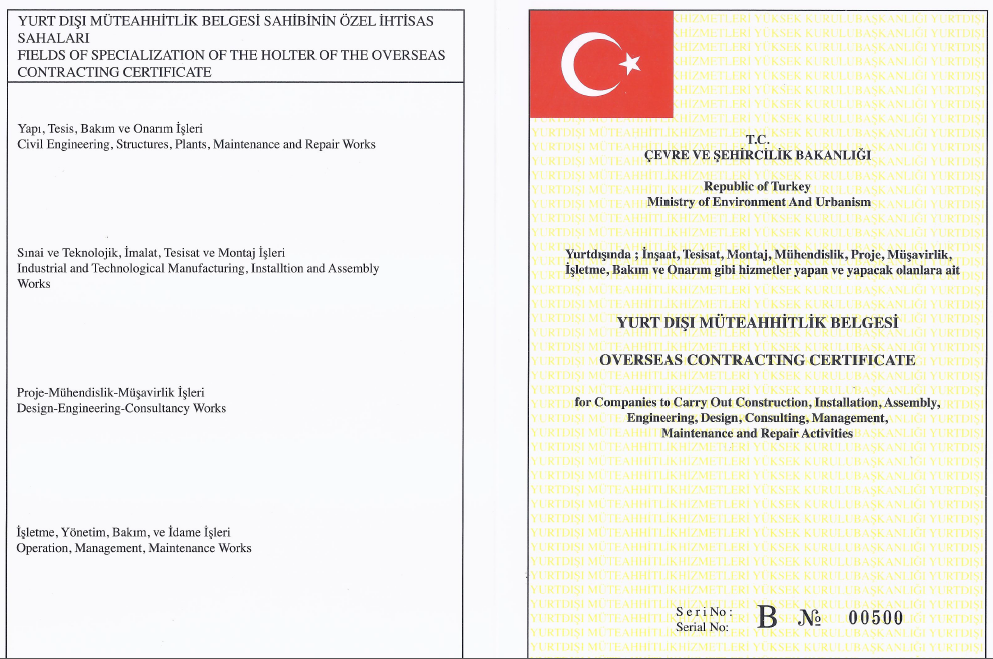 YURT DIŞI MÜTEAHHİTLİK BELGESİ SAHİBİNİN ÖZEL İHTİSAS
SAHALARI
FIELDS OF SPECIALIZATION OF THE HOLTER OF THE OVERSEAS
CONTRACTING CERTIFICATE
Yapı, Tesis, Bakım ve Onarım İşleri
Civil Engineering, Structures, Plants, Maintenance and Repair Works
Sınai ve Teknolojik, İmalat, Tesisat ve Montaj İşleri
Industrial and Technological Manufacturing, Installtion and Assembly
Works
Proje-Mühendislik-Müşavirlik İşleri
Design-Engineering-Consultancy Works
İşletme, Yönetim, Bakım, ve İdame İşleri
Operation, Management, Maintenance Works
T.C.
ÇEVRE VE ŞEHİRCİLİK BAKANLIĞI
Republic of Turkey
Ministry of Environment And Urbanism
Yurtdışında ; İnşaat, Tesisat, Montaj, Mühendislik, Proje, Müşavirlik,
İşletme, Bakım ve Onarım gibi hizmetler yapan ve yapacak olanlara ait
YURT DIŞI MÜTEAHHİTLİK BELGESİ
OVERSEAS CONTRACTING CERTIFICATE
for Companies to Carry Out Construction, Installation, Assembly,
Engineering, Design, Consulting, Management,
Maintenance and Repair Activities
Seri No :
Serial No: B № 00500